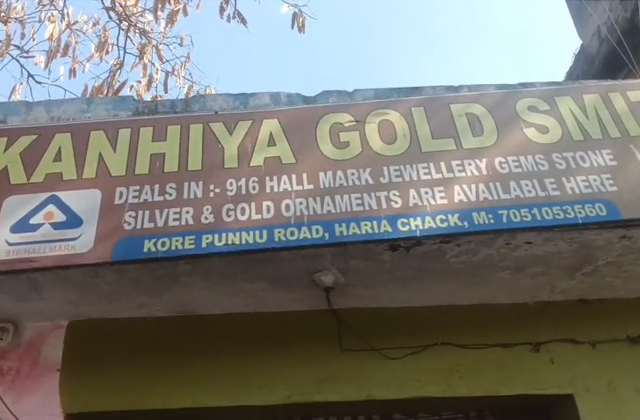 KANHIYA GOLD SMI
DEALS IN :- 916 HALL MARK JEWELLERY GEMS STONE
SILVER & GOLD ORNAMENTS ARE AVAILABLE HERE
916 HALLMARK
KORE PUNNU ROAD, HARIA CHACK, M: 7051053560